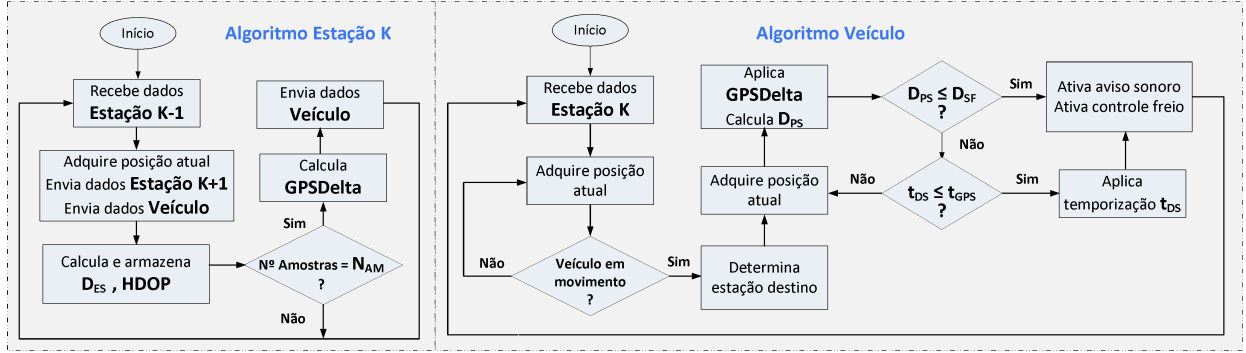 Algoritmo Estação K
Início
Recebe dados
Estação K-1
Adquire posição atual
Envia dados Estação K+1
Envia dados Veículo
Calcula e armazena
DES , HDOP
Nº Amostras = NAM
?
Sim
Não
Calcula
GPSDelta
Envia dados
Veículo
Algoritmo Veículo
Início
Recebe dados
Estação K
Adquire posição
atual
Veículo em
movimento
?
Não
Sim
Determina
estação destino
Adquire posição
atual
Aplica
GPSDelta
Calcula DPS
DPS ≤ DSF
?
Sim
Não
tDS ≤ tGPS
?
Não
Sim
Aplica
temporização tDS
Ativa aviso sonoro
Ativa controle freio